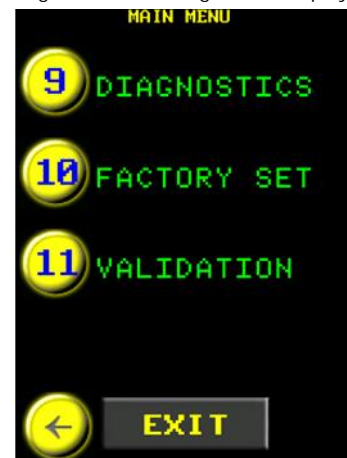 MAIN MENU
9 DIAGNOSTICS
10 FACTORY SET
11 VALIDATION
← EXIT